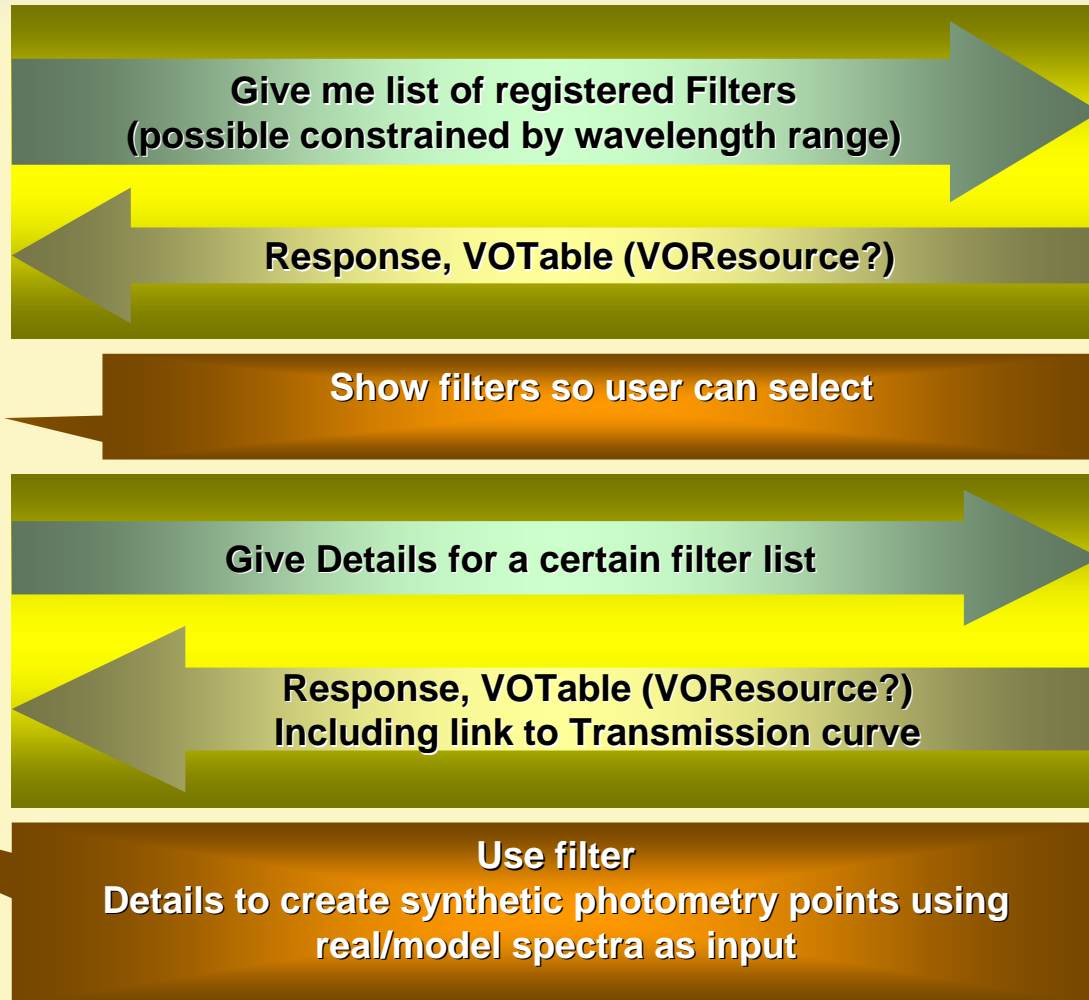 Give me list of registered Filters
(possible constrained by wavelength range)
Response, VOTable (VOResource?)
Show filters so user can select
Give Details for a certain filter list
Response, VOTable (VOResource?)
Including link to Transmission curve
Use filter
Details to create synthetic photometry points using
real/model spectra as input